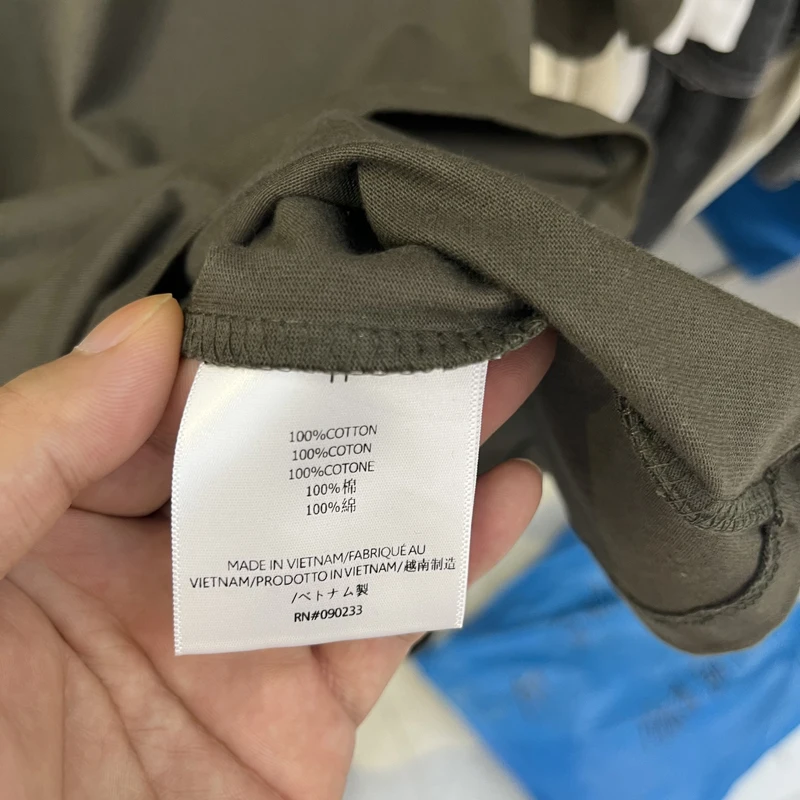 100%COTTON
100%COTON
100%COTONE
100%棉
100%綿
MADE IN VIETNAM/FABRIQUÉ AU
VIETNAM/PRODOTTO IN VIETNAM/越南制造
/ベトナム製
RN#090233